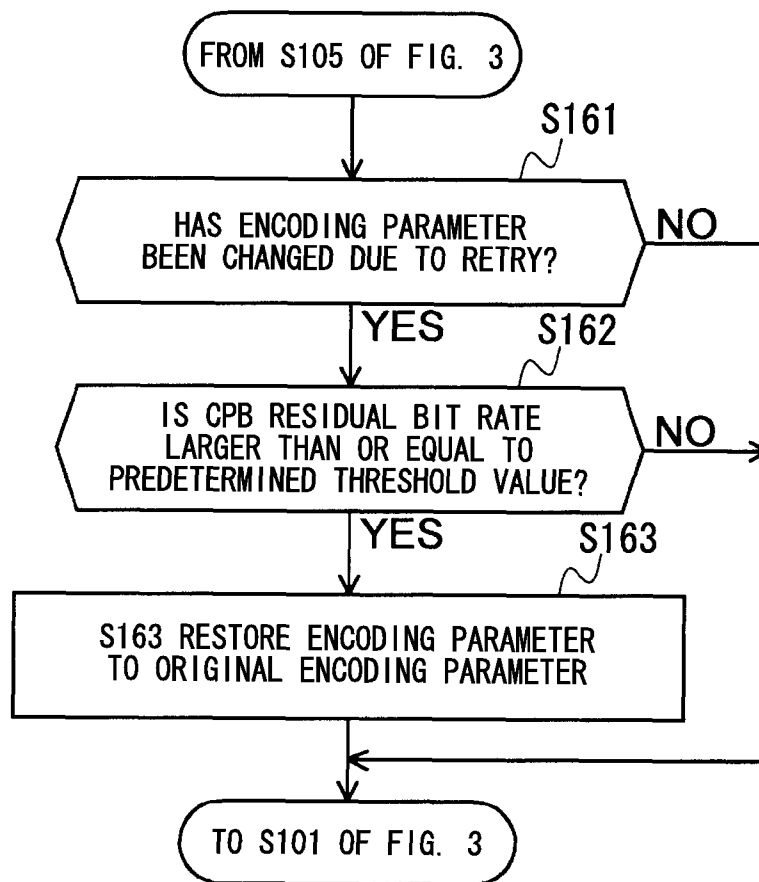 FROM S105 OF FIG. 3
S161
HAS ENCODING PARAMETER
BEEN CHANGED DUE TO RETRY?
NO
YES
S162
IS CPB RESIDUAL BIT RATE
LARGER THAN OR EQUAL TO
PREDETERMINED THRESHOLD VALUE?
NO
YES
S163
S163 RESTORE ENCODING PARAMETER
TO ORIGINAL ENCODING PARAMETER
TO S101 OF FIG. 3